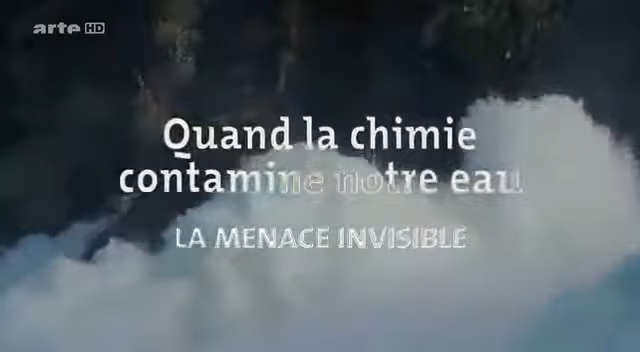 arte HD
Quand la chimie
contamine notre eau
LA MENACE INVISIBLE